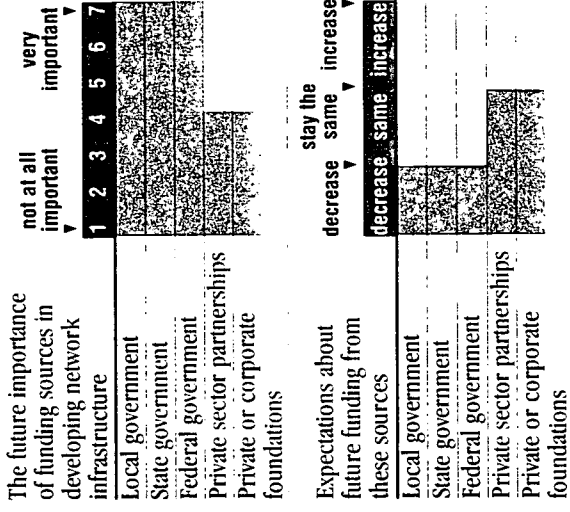 The future importance
of funding sources in
developing network
infrastructure
not at all
important
very
important
1 2 3 4 5 6 7
Local government
State government
Federal government
Private sector partnerships
Private or corporate
foundations
Expectations about
future funding from
these sources
decrease
stay the
same
increase
decrease same increase
Local government
State government
Federal government
Private sector partnerships
Private or corporate
foundations